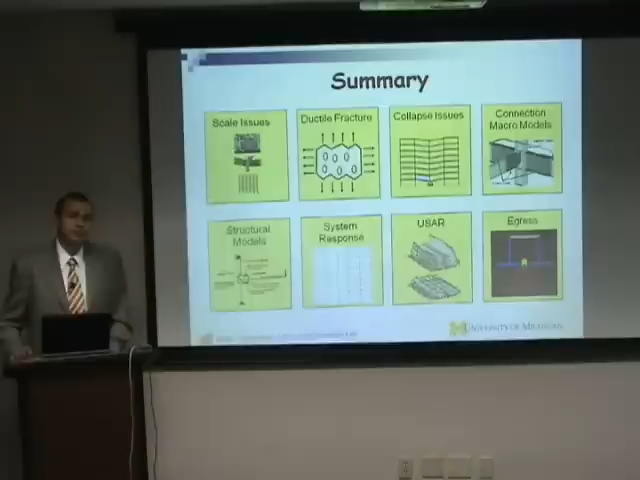 Summary
Scale Issues
Ductile Fracture
Collapse Issues
Connection
Macro Models
Structural
Models
System
Response
USAR
Egress
UNIVERSITY OF MICHIGAN